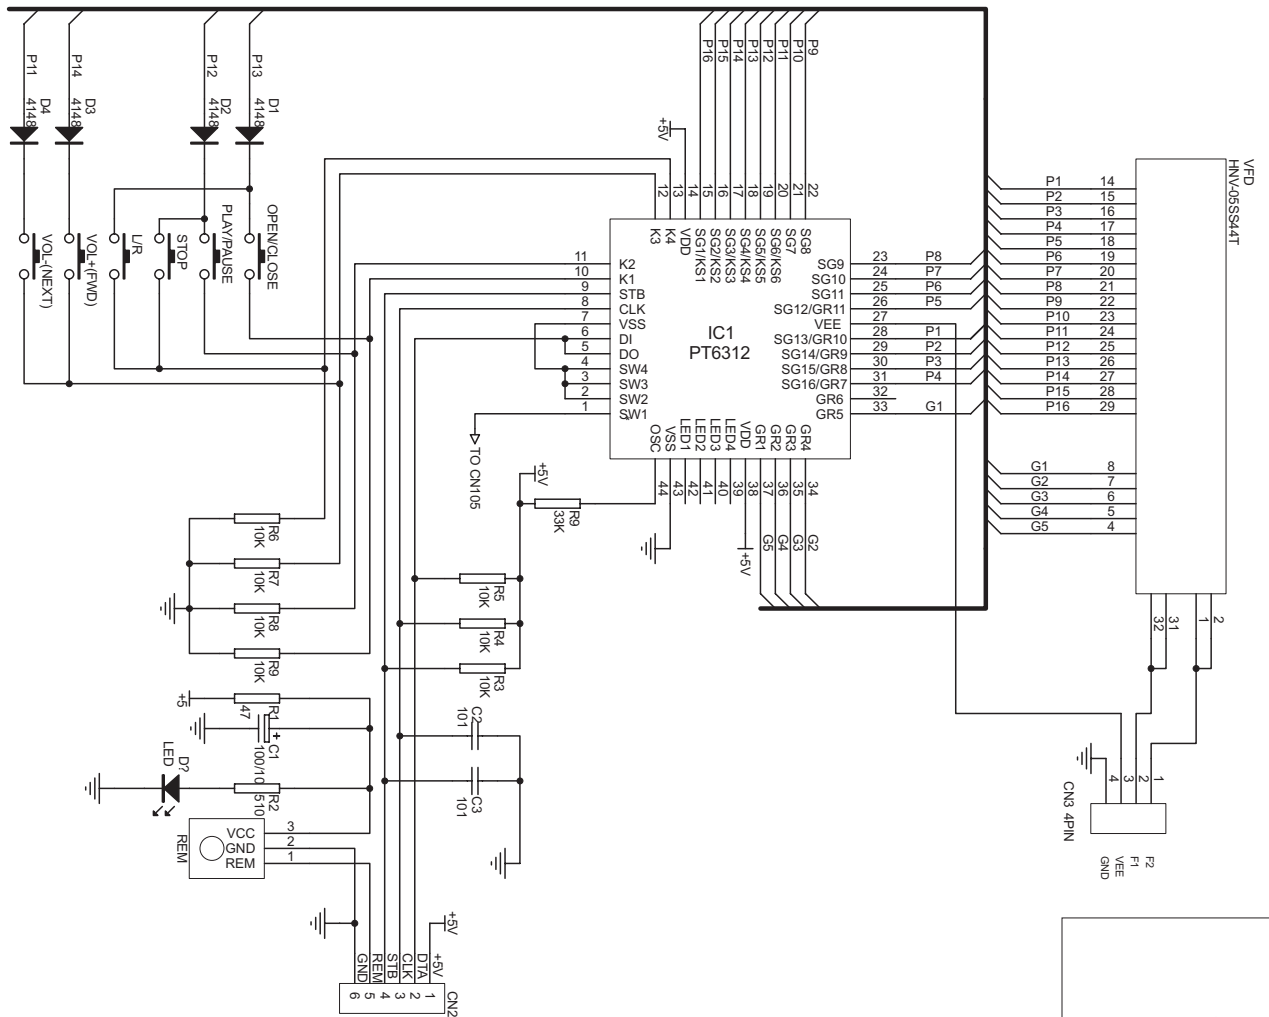 P11
P14
P12
P13
D4
4148
D3
4148
D2
4148
D1
4148
VOL-(NEXT)
VOL+(FWD)
L/R
STOP
PLAY/PAUSE
OPEN/CLOSE
P16
P15
P14
P13
P12
P11
P10
P9
+5V
12
13
14
15
16
17
18
19
20
21
22
K3
K4
VDD
SG1/KS1
SG2/KS2
SG3/KS3
SG4/KS4
SG5/KS5
SG6/KS6
SG7
SG8
11 K2
10 K1
9 STB
8 CLK
7 VSS
6 DI
5 DO
4 SW4
3 SW3
2 SW2
1 SW1
IC1
PT6312
SG9 23 P8
SG10 24 P7
SG11 25 P6
SG12/GR11 26 P5
VEE 27
SG13/GR10 28 P1
SG14/GR9 29 P2
SG15/GR8 30 P3
SG16/GR7 31 P4
GR6 32
GR5 33 G1
OSC
VSS
LED1
LED2
LED3
LED4
VDD
GR1
GR2
GR3
GR4
44
43
42
41
40
39
38
37
36
35
34
G5
G4
G3
G2
+5V
TO CN105
+5V
R9
33K
VFD
HNV-05SS44T
P1 14
P2 15
P3 16
P4 17
P5 18
P6 19
P7 20
P8 21
P9 22
P10 23
P11 24
P12 25
P13 26
P14 27
P15 28
P16 29
G1 8
G2 7
G3 6
G4 5
G5 4
32
31
1
2
4
3
2
1
CN3 4PIN
GND
VEE
F1
F2
R6
10K
R7
10K
R8
10K
R9
10K
R5
10K
R4
10K
R3
10K
+5
R1
47
C1
+
100/10
R2
510
D?
LED
C2
101
C3
101
REM
VCC 3
GND 2
REM 1
+5V
GND
REM
STB
CLK
DTA
+5V
6
5
4
3
2
1
CN2